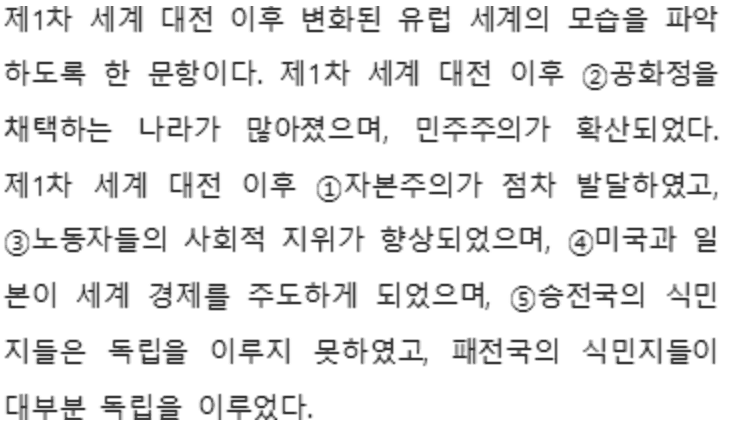 제1차 세계 대전 이후 변화된 유럽 세계의 모습을 파악
하도록 한 문항이다. 제1차 세계 대전 이후 ②공화정을
채택하는 나라가 많아졌으며, 민주주의가 확산되었다.
제1차 세계 대전 이후 ①자본주의가 점차 발달하였고,
③노동자들의 사회적 지위가 향상되었으며, ④미국과 일
본이 세계 경제를 주도하게 되었으며, ⑤승전국의 식민
지들은 독립을 이루지 못하였고, 패전국의 식민지들이
대부분 독립을 이루었다.